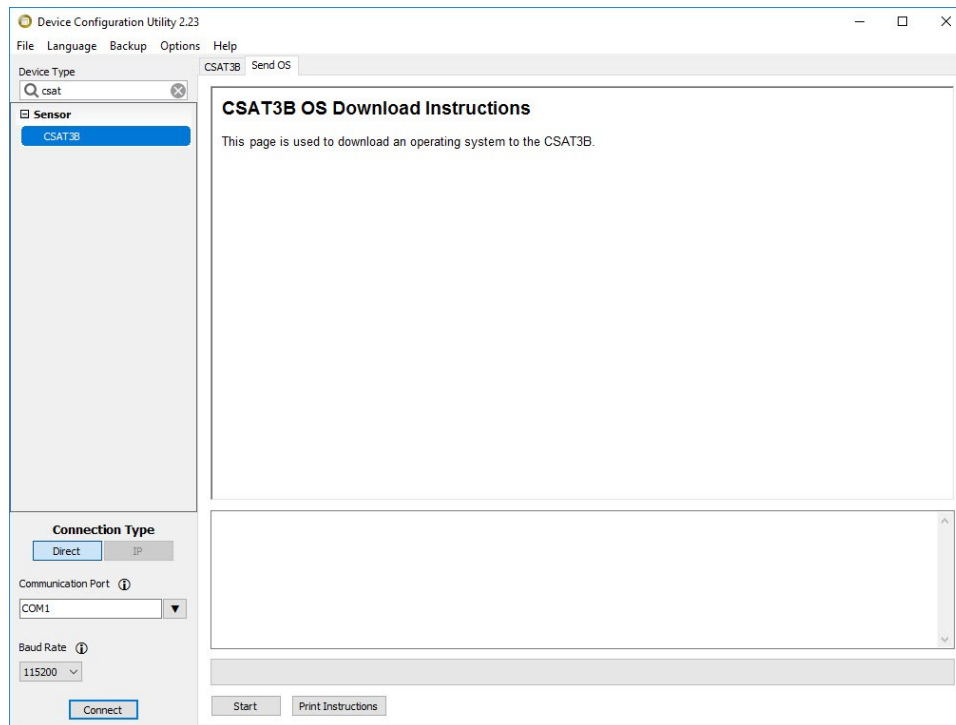 Device Configuration Utility 2.23
File Language Backup Options Help
Device Type
csat
Sensor
CSAT3B
Connection Type
Direct IP
Communication Port
COM1
Baud Rate
115200
Connect
CSAT3B Send OS
CSAT3B OS Download Instructions
This page is used to download an operating system to the CSAT3B.
Start Print Instructions